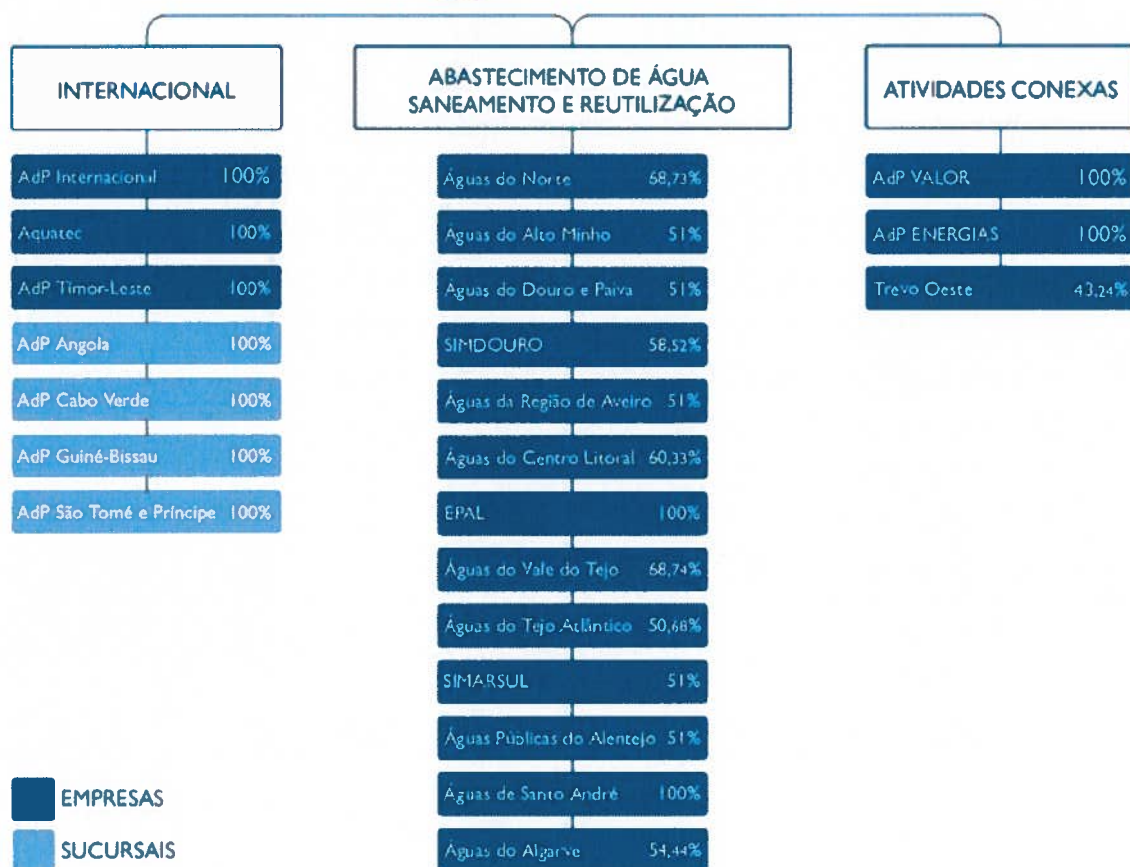 INTERNACIONAL
AdP Internacional 100%
Aquatec 100%
AdP Timor-Leste 100%
AdP Angola 100%
AdP Cabo Verde 100%
AdP Guiné-Bissau 100%
AdP São Tomé e Príncipe 100%
ABASTECIMENTO DE ÁGUA
SANEAMENTO E REUTILIZAÇÃO
Águas do Norte 68,73%
Águas do Alto Minho 51%
Águas do Douro e Paiva 51%
SIMDOURO 58,52%
Águas da Região de Aveiro 51%
Águas do Centro Litoral 60,33%
EPAL 100%
Águas do Vale do Tejo 68,74%
Águas do Tejo Atlântico 50,68%
SIMARSUL 51%
Águas Públicas do Alentejo 51%
Águas de Santo André 100%
Águas do Algarve 54,44%
ATIVIDADES CONEXAS
AdP VALOR 100%
AdP ENERGIAS 100%
Trevo Oeste 43,24%
EMPRESAS
SUCURSAIS